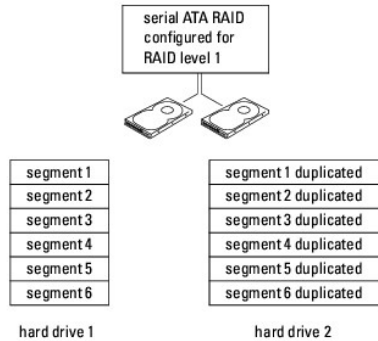 serial ATA RAID
configured for
RAID level 1
segment 1
segment 2
segment 3
segment 4
segment 5
segment 6
hard drive 1
segment 1 duplicated
segment 2 duplicated
segment 3 duplicated
segment 4 duplicated
segment 5 duplicated
segment 6 duplicated
hard drive 2